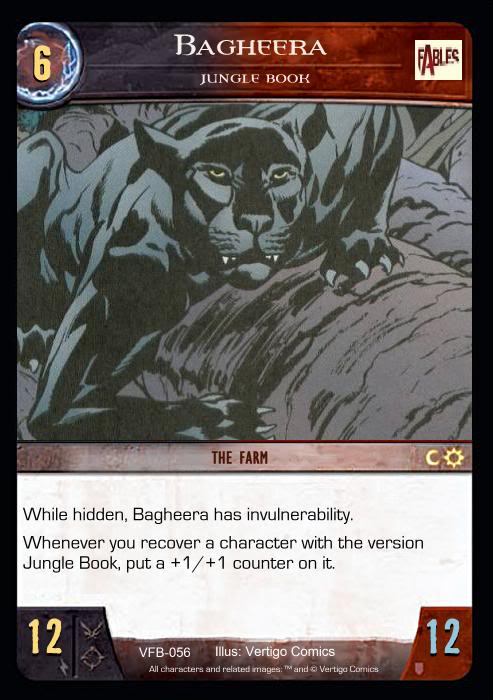 6
BAGHEERA
JUNGLE BOOK
FABLES
THE FARM
While hidden, Bagheera has invulnerability.
Whenever you recover a character with the version
Jungle Book, put a +1/+1 counter on it.
12
12
VFB-056 Illus: Vertigo Comics
All characters and related images: ™ and © Vertigo Comics